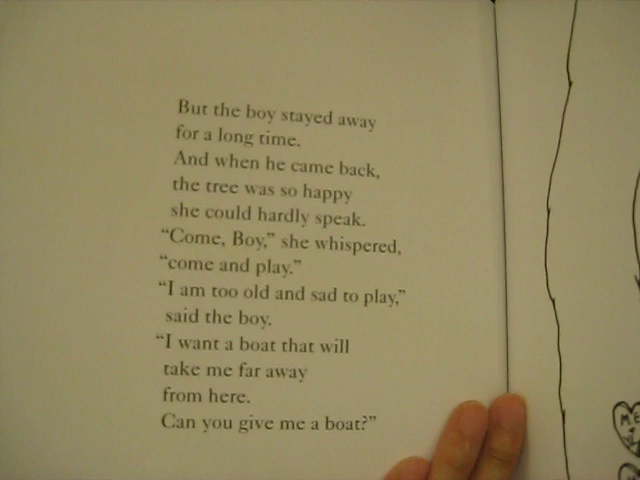 But the boy stayed away
for a long time.
And when he came back,
the tree was so happy
she could hardly speak.
“Come, Boy,” she whispered,
“come and play.”
“I am too old and sad to play,”
said the boy.
“I want a boat that will
take me far away
from here.
Can you give me a boat?”
M.E.